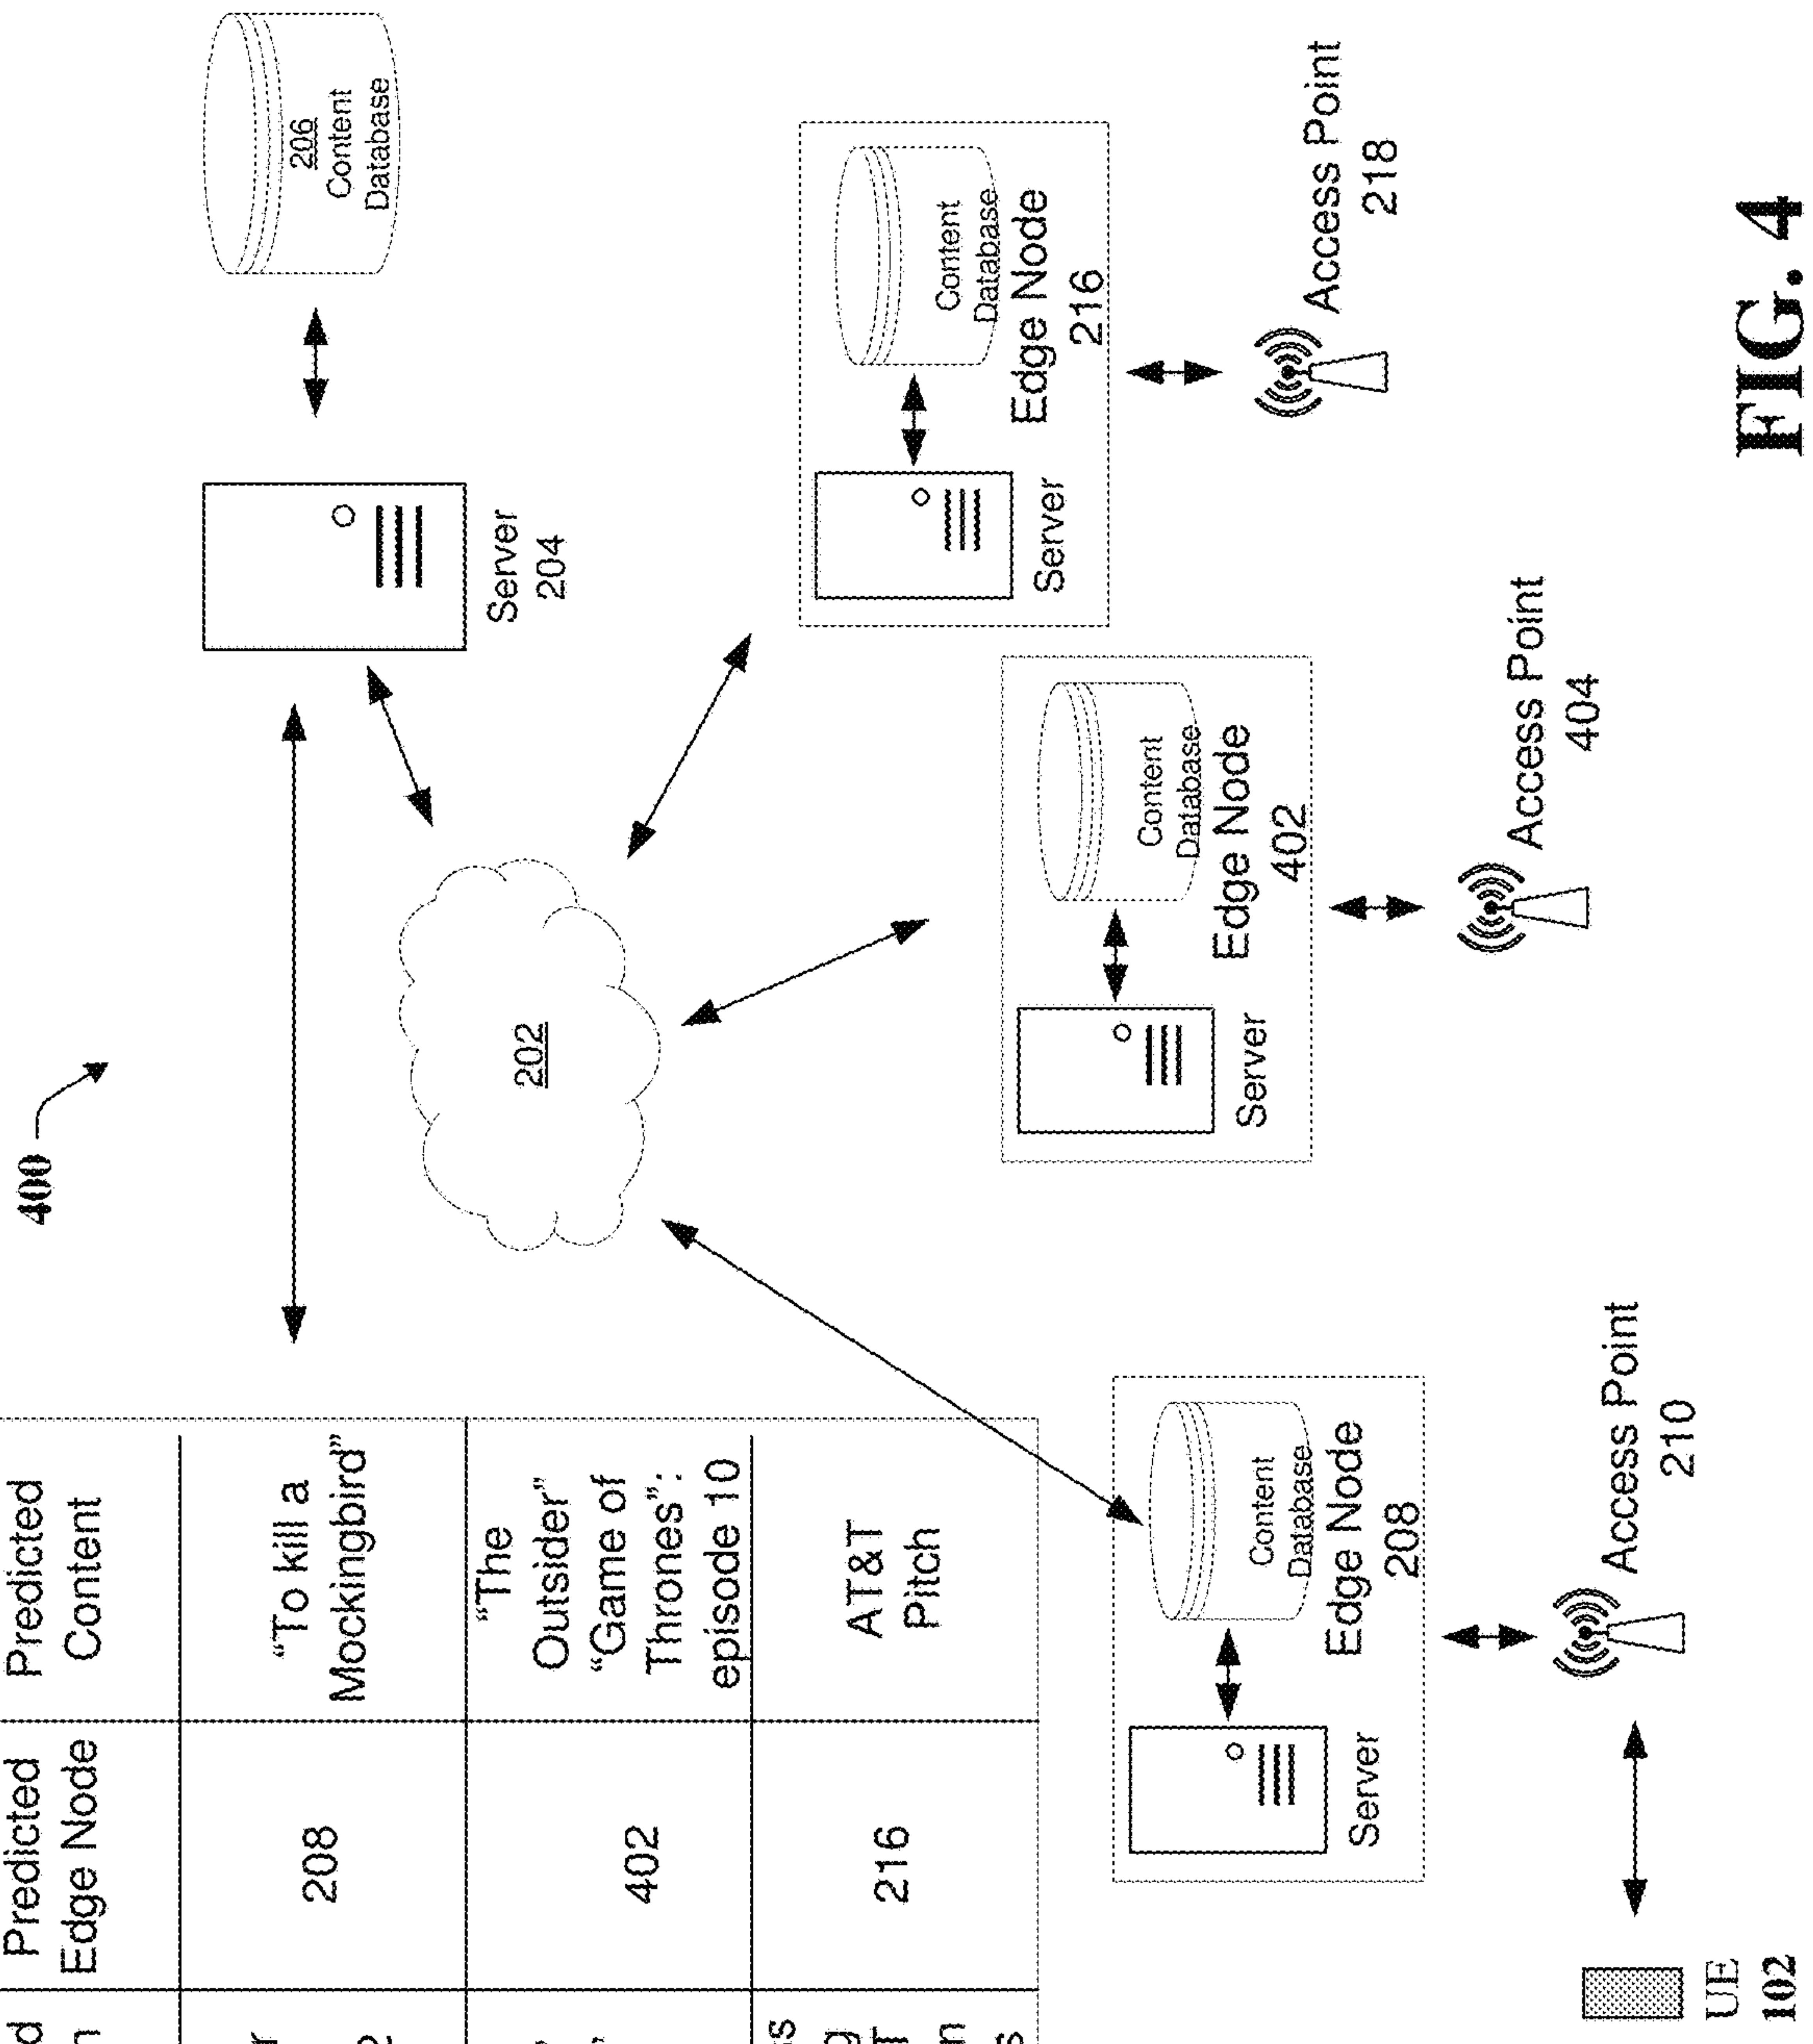 400
Predicted
Edge Node
Predicted
Content
208
"To kill a
Mockingbird"
402
"The
Outsider"
"Game of
Thrones":
episode 10
216
AT&T
Pitch
202
Server
204
206
Content
Database
Server
Content
Database
Edge Node
208
Server
Content
Database
Edge Node
402
Server
Content
Database
Edge Node
216
UE
102
Access Point
210
Access Point
404
Access Point
218
FIG. 4